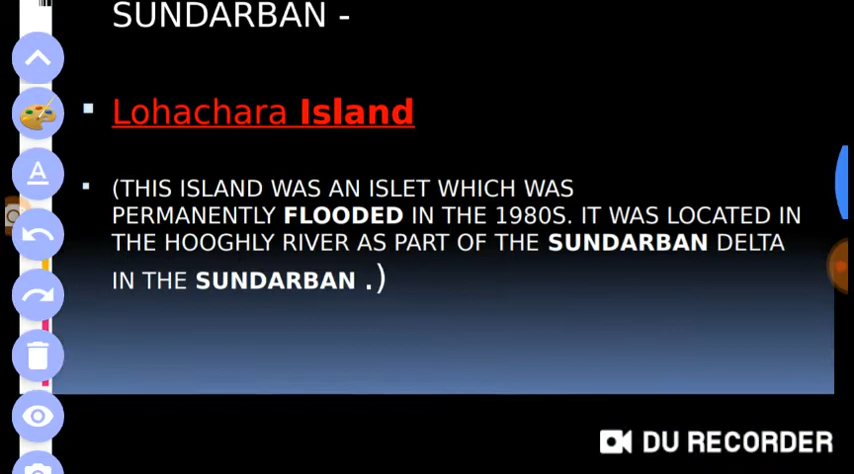 SUNDARBAN -
Lohachara Island
(THIS ISLAND WAS AN ISLET WHICH WAS
PERMANENTLY FLOODED IN THE 1980S. IT WAS LOCATED IN
THE HOOGHLY RIVER AS PART OF THE SUNDARBAN DELTA
IN THE SUNDARBAN .)
A
DU RECORDER